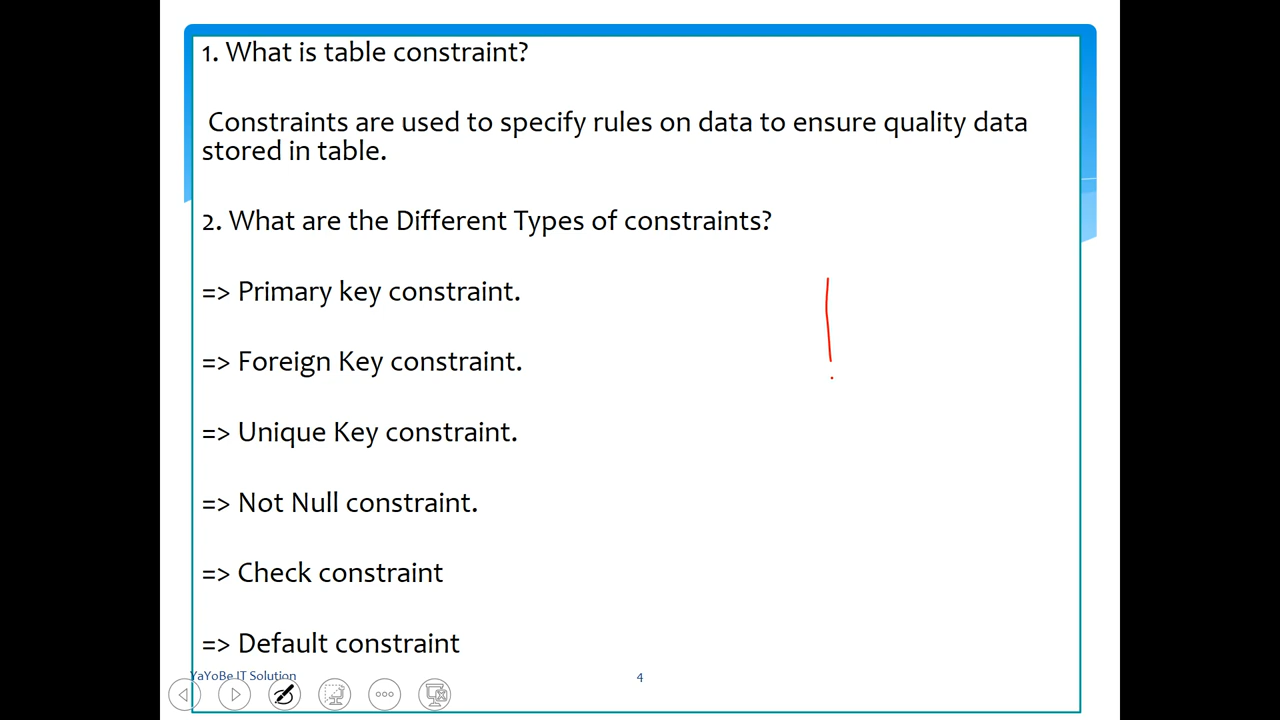 1. What is table constraint?
Constraints are used to specify rules on data to ensure quality data
stored in table.
2. What are the Different Types of constraints?
=> Primary key constraint.
=> Foreign Key constraint.
=> Unique Key constraint.
=> Not Null constraint.
=> Check constraint
=> Default constraint
YaYoBe IT Solution
4